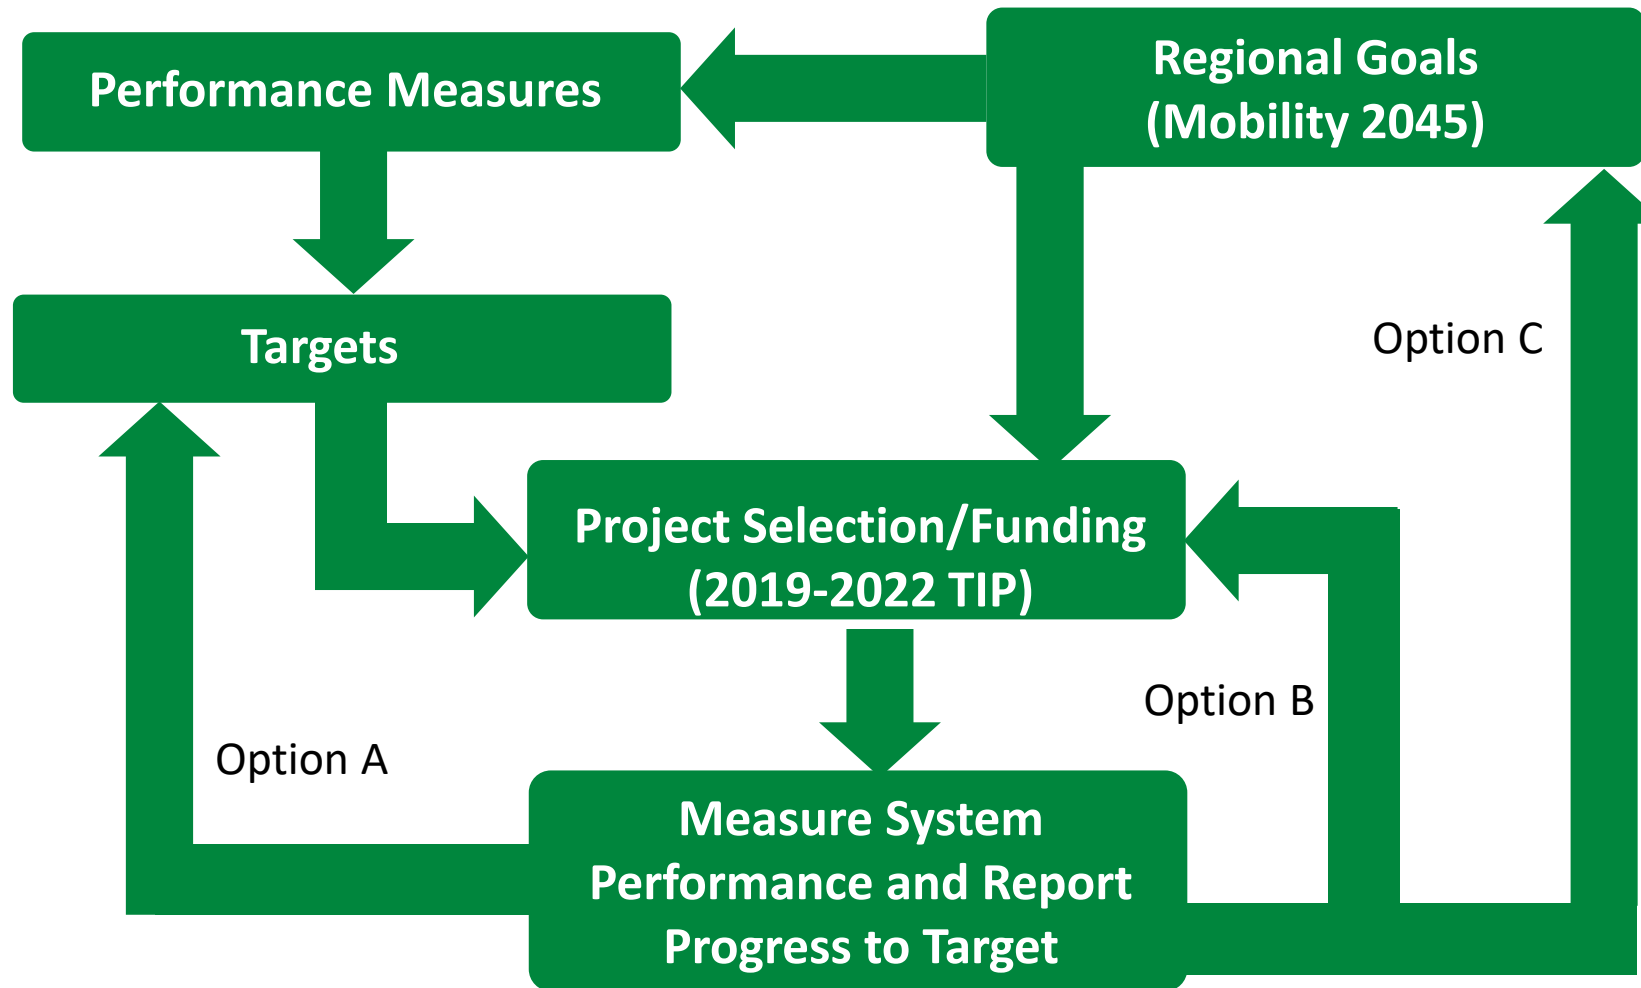 Performance Measures
Regional Goals
(Mobility 2045)
Targets
Option C
Project Selection/Funding
(2019-2022 TIP)
Option B
Option A
Measure System
Performance and Report
Progress to Target